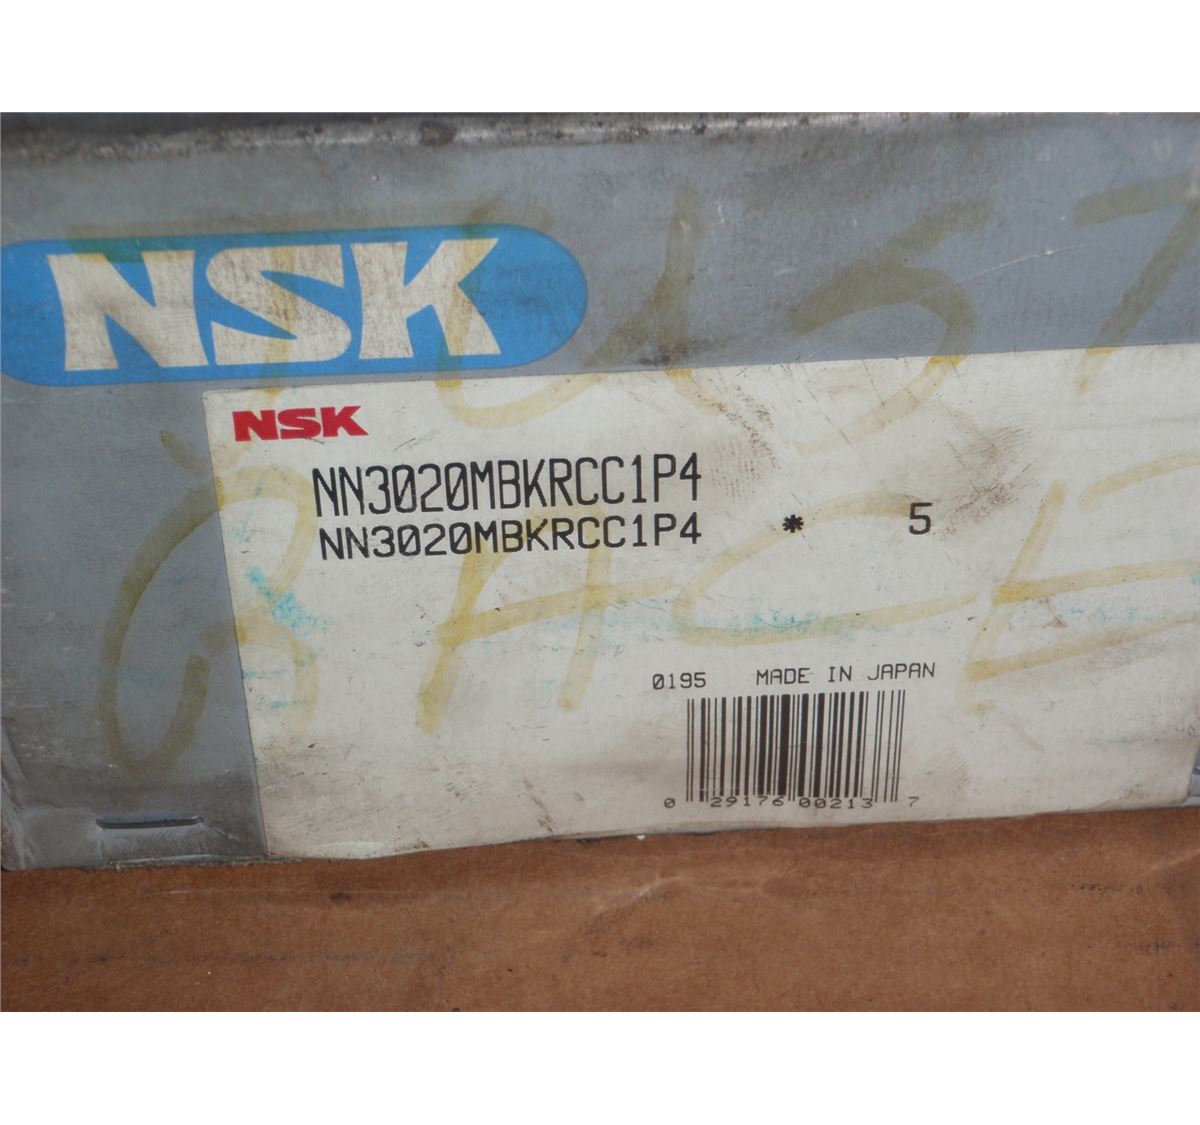 NSK
NSK
NN3020MBKRCC1P4
NN3020MBKRCC1P4 * 5
0195 MADE IN JAPAN
0 29176 00213 7